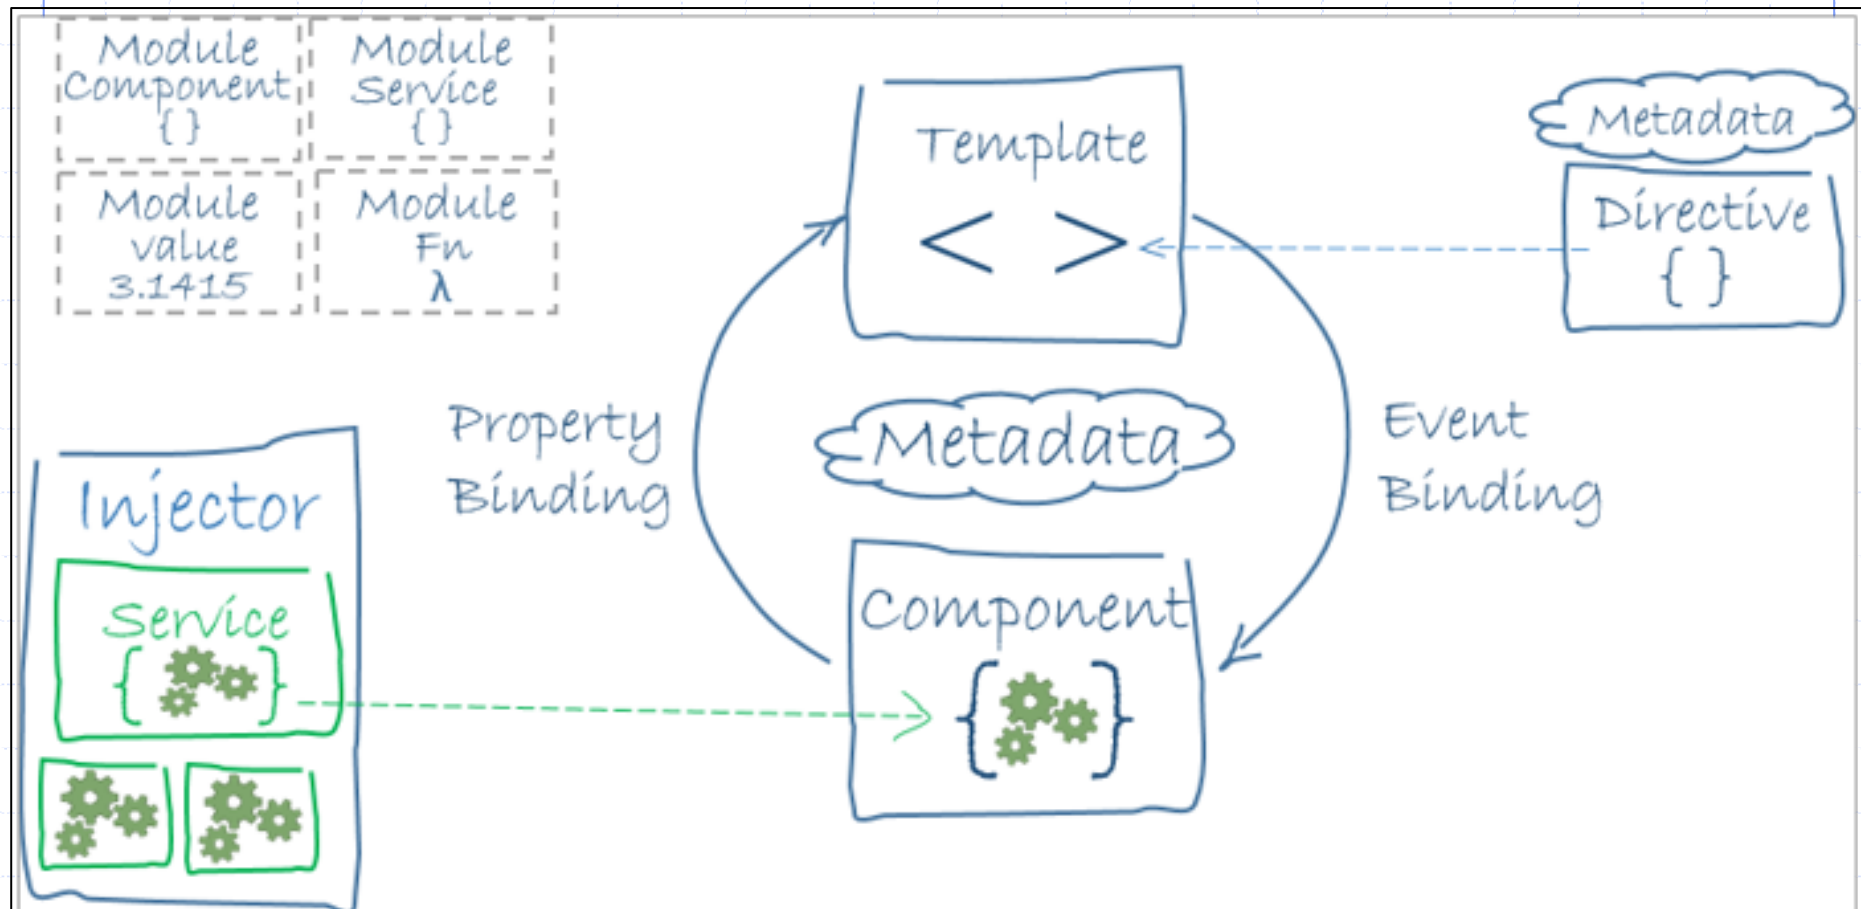 Module
Component
{ }
Module
Service
{ }
Module
value
3.1415
Module
Fn
λ
Template
< >
Metadata
Directive
{ }
Property
Binding
Metadata
Event
Binding
Injector
Service
{ }
Component
{ }